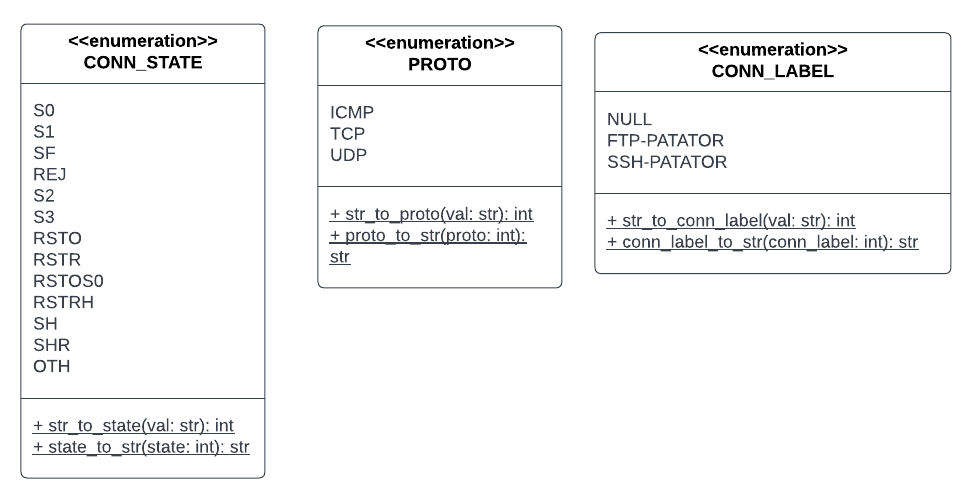 <<enumeration>>
CONN_STATE
S0
S1
SF
REJ
S2
S3
RSTO
RSTR
RSTOS0
RSTRH
SH
SHR
OTH
+ str_to_state(val: str): int
+ state_to_str(state: int): str
<<enumeration>>
PROTO
ICMP
TCP
UDP
+ str_to_proto(val: str): int
+ proto_to_str(proto: int):
str
<<enumeration>>
CONN_LABEL
NULL
FTP-PATATOR
SSH-PATATOR
+ str_to_conn_label(val: str): int
+ conn_label_to_str(conn_label: int): str